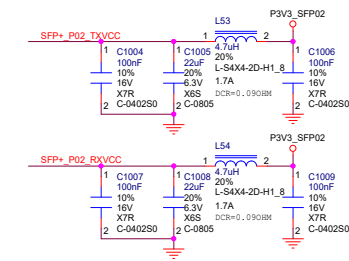 L53
P3V3_SFP02
SFP+_P02_TXVCC
1
2
4.7uH
20%
L-S4X4-2D-H1_8
1.7A
DCR=0.09OHM
1
C1004
100nF
10%
16V
X7R
2
C-0402S0
1
C1005
22uF
20%
6.3V
X6S
2
C-0805
1
C1006
100nF
10%
16V
X7R
2
C-0402S0
L54
P3V3_SFP02
SFP+_P02_RXVCC
1
2
4.7uH
20%
L-S4X4-2D-H1_8
1.7A
DCR=0.09OHM
1
C1007
100nF
10%
16V
X7R
2
C-0402S0
1
C1008
22uF
20%
6.3V
X6S
2
C-0805
1
C1009
100nF
10%
16V
X7R
2
C-0402S0